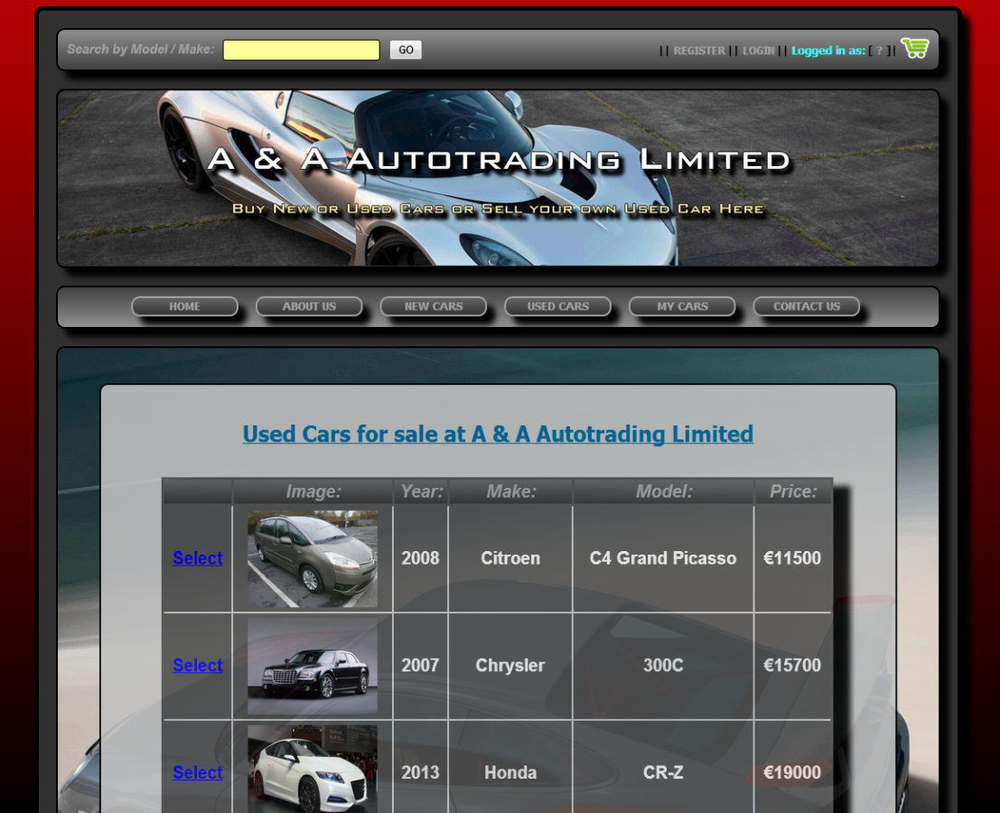 Search by Model / Make: GO || REGISTER || LOGIN || Logged in as: [ ? ]|
A & A Autotrading Limited
Buy New or Used Cars or Sell your own Used Car Here
HOME ABOUT US NEW CARS USED CARS MY CARS CONTACT US
Used Cars for sale at A & A Autotrading Limited
Image: Year: Make: Model: Price:
Select 2008 Citroen C4 Grand Picasso €11500
Select 2007 Chrysler 300C €15700
Select 2013 Honda CR-Z €19000